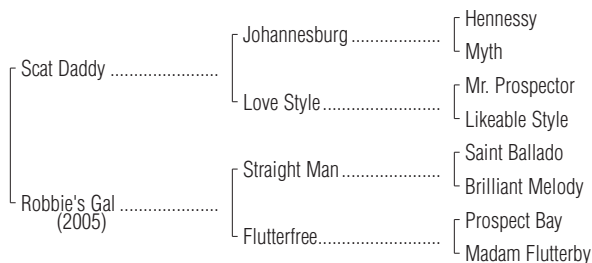 Hennessy
Johannesburg ....................
Myth
Scat Daddy ........................
Mr. Prospector
Love Style..........................
Likeable Style
Saint Ballado
Straight Man......................
Brilliant Melody
Robbie's Gal ......................
(2005)
Prospect Bay
Flutterfree...........................
Madam Flutterby